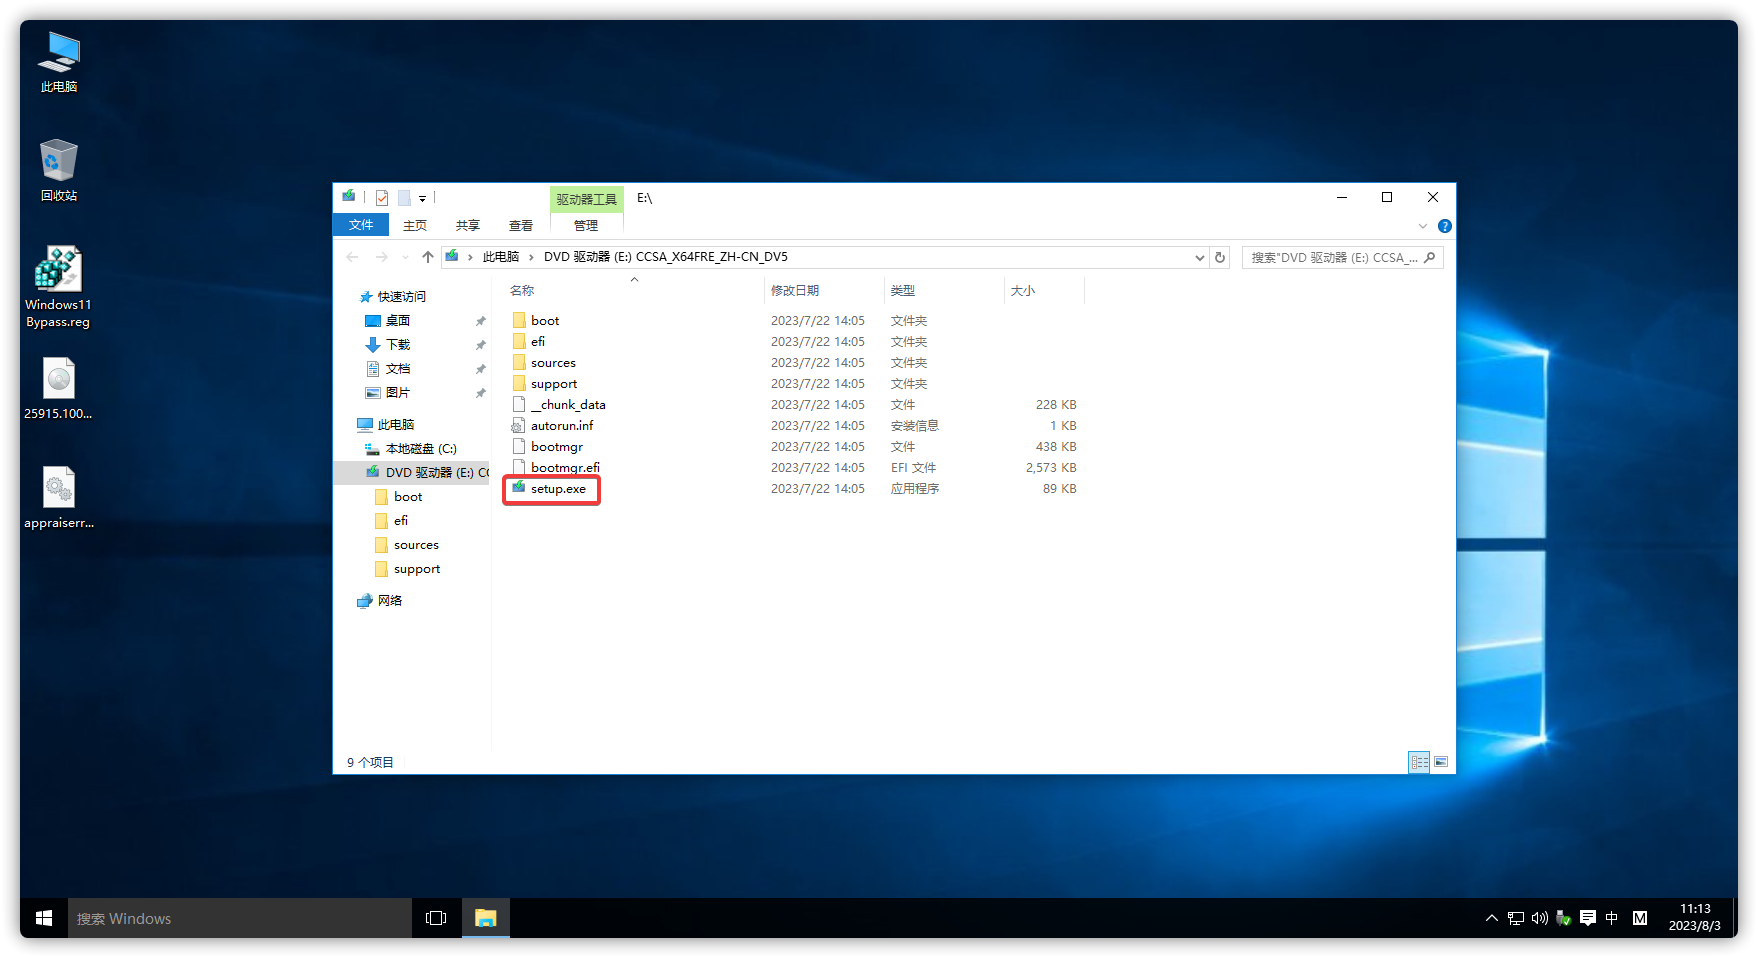 此电脑
回收站
Windows11
Bypass.reg
25915.100...
appraiserr...
驱动器工具
E:\
文件
主页
共享
查看
管理
此电脑
DVD 驱动器 (E:) CCSA_X64FRE_ZH-CN_DV5
搜索"DVD 驱动器 (E:) CCSA_...
快速访问
桌面
下载
文档
图片
此电脑
本地磁盘 (C:)
DVD 驱动器 (E:) CC
boot
efi
sources
support
网络
名称 修改日期 类型 大小
boot 2023/7/22 14:05 文件夹
efi 2023/7/22 14:05 文件夹
sources 2023/7/22 14:05 文件夹
support 2023/7/22 14:05 文件夹
__chunk_data 2023/7/22 14:05 文件 228 KB
autorun.inf 2023/7/22 14:05 安装信息 1 KB
bootmgr 2023/7/22 14:05 文件 438 KB
bootmgr.efi 2023/7/22 14:05 EFI 文件 2,573 KB
setup.exe 2023/7/22 14:05 应用程序 89 KB
9 个项目
搜索 Windows
中
M
11:13
2023/8/3